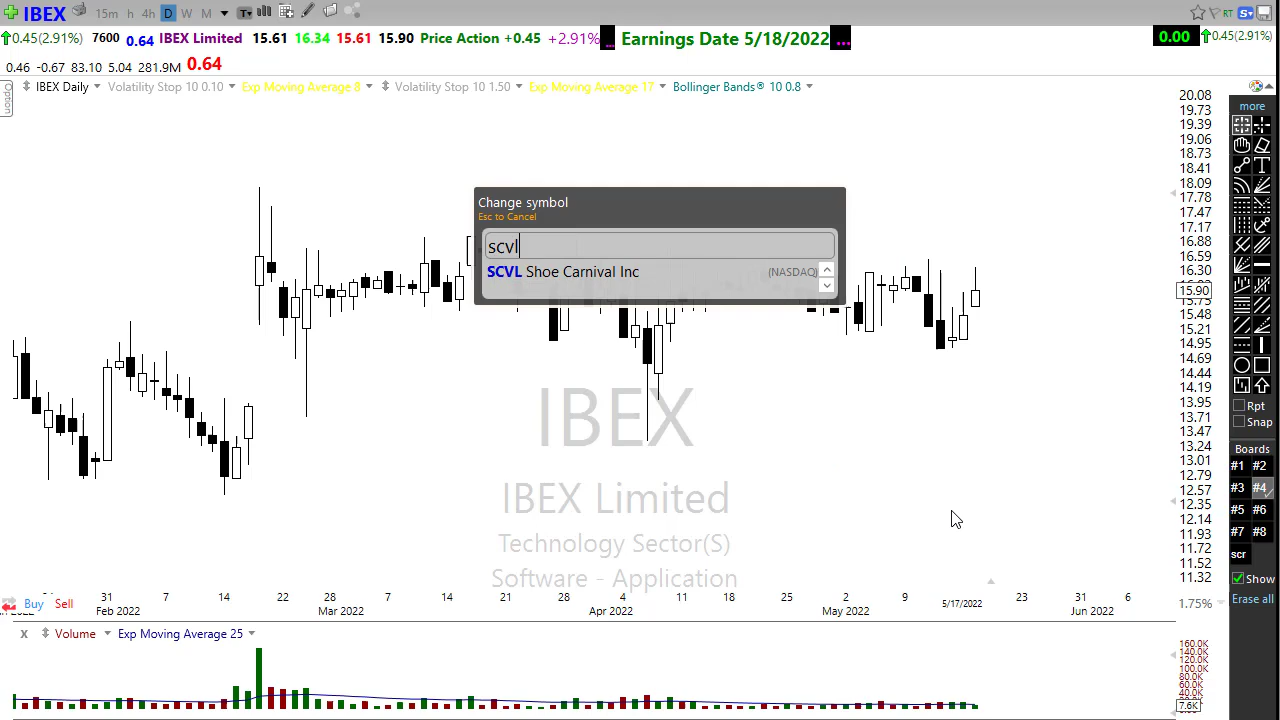 IBEX 15m h 4h D W M T RT S
0.45(2.91%) 7600 0.64 IBEX Limited 15.61 16.34 15.61 15.90 Price Action +0.45 +2.91% ... Earnings Date 5/18/2022 ... 0.00 0.45(2.91%)
0.46 -0.67 83.10 5.04 281.9M 0.64
Option
IBEX Daily Volatility Stop 10 0.10 Exp Moving Average 8 Volatility Stop 10 1.50 Exp Moving Average 17 Bollinger Bands® 10 0.8
more
20.08
19.73
19.39
19.06
18.73
18.41
18.09
17.78
17.47
17.17
16.88
16.59
16.30
15.90
15.73
15.48
15.21
14.95
14.69
14.44
14.19
13.95
13.71
13.47
13.24
13.01
12.79
12.57
12.35
12.14
11.93
11.72
11.52
11.32
Change symbol
Esc to Cancel
scvl
SCVL Shoe Carnival Inc (NASDAQ)
IBEX
IBEX Limited
Technology Sector(S)
Software - Application
Rpt
Snap
Boards
#1 #2
#3 #4
#5 #6
#7 #8
scr
Show
Erase all
Buy Sell
31 7 14 22 28 7 14 21 28 4 11 18 25 2 9 5/17/2022 23 31 6
Feb 2022 Mar 2022 Apr 2022 May 2022 Jun 2022
1.75%
X Volume Exp Moving Average 25
160.0K
140.0K
120.0K
100.0K
80.0K
60.0K
40.0K
20.0K
7.6K